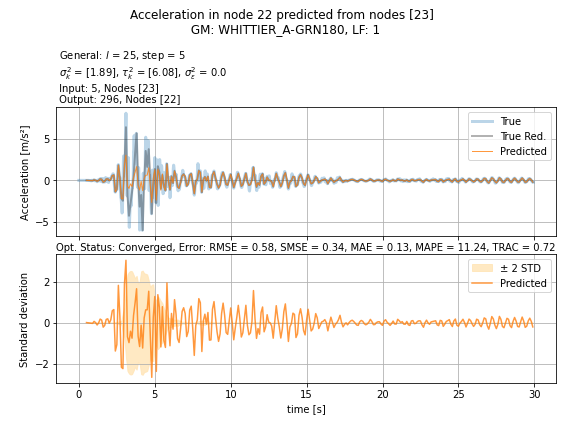 Acceleration in node 22 predicted from nodes [23]
GM: WHITTIER_A-GRN180, LF: 1
General: l = 25, step = 5
σ²ₖ = [1.89], τ²ₖ = [6.08], σ²ε = 0.0
Input: 5, Nodes [23]
Output: 296, Nodes [22]
Acceleration [m/s²]
5
0
−5
True
True Red.
Predicted
Opt. Status: Converged, Error: RMSE = 0.58, SMSE = 0.34, MAE = 0.13, MAPE = 11.24, TRAC = 0.72
Standard deviation
2
0
−2
± 2 STD
Predicted
0 5 10 15 20 25 30
time [s]